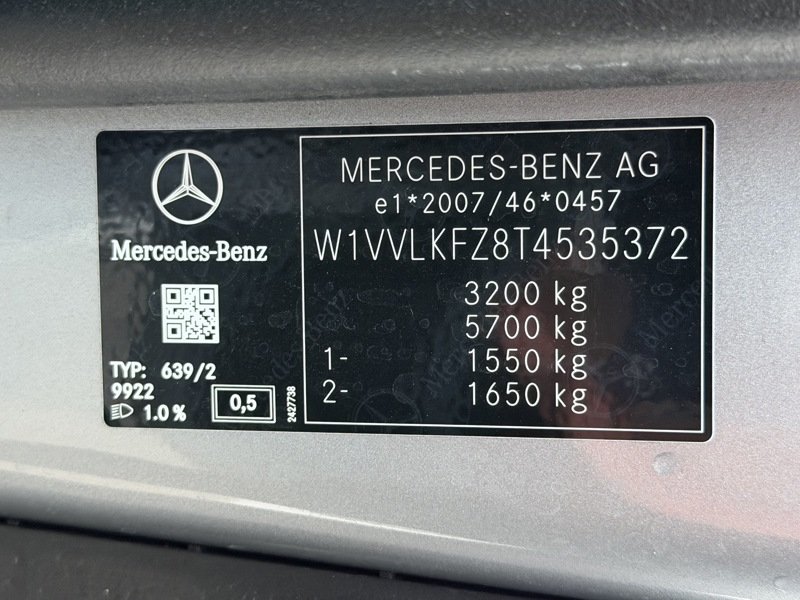 Mercedes-Benz
TYP: 639/2
9922
1.0 %
0,5
2427738
MERCEDES-BENZ AG
e1*2007/46*0457
W1VVLKFZ8T4535372
3200 kg
5700 kg
1- 1550 kg
2- 1650 kg